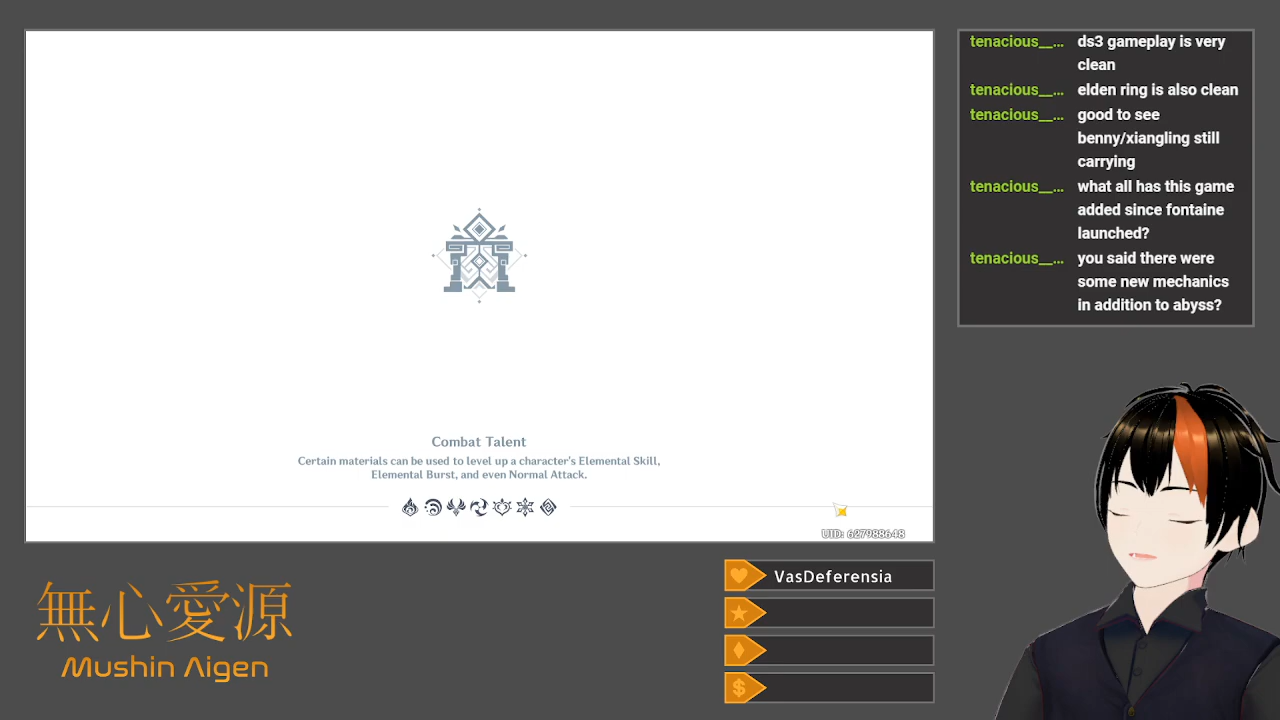 tenacious__... ds3 gameplay is very
clean
tenacious__... elden ring is also clean
tenacious__... good to see
benny/xiangling still
carrying
tenacious__... what all has this game
added since fontaine
launched?
tenacious__... you said there were
some new mechanics
in addition to abyss?
Combat Talent
Certain materials can be used to level up a character's Elemental Skill,
Elemental Burst, and even Normal Attack.
UID: 627988648
VasDeferensia
無心愛源
Mushin Aigen